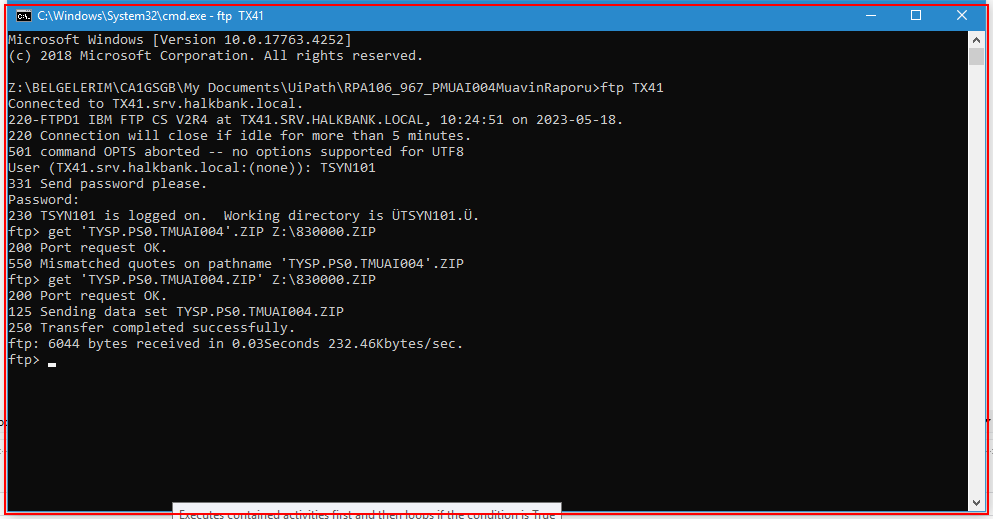 C:\Windows\System32\cmd.exe - ftp  TX41
Microsoft Windows [Version 10.0.17763.4252]
(c) 2018 Microsoft Corporation. All rights reserved.
Z:\BELGELERIM\CA1GSGB\My Documents\UiPath\RPA106_967_PMUAI004MuavinRaporu>ftp TX41
Connected to TX41.srv.halkbank.local.
220-FTPD1 IBM FTP CS V2R4 at TX41.SRV.HALKBANK.LOCAL, 10:24:51 on 2023-05-18.
220 Connection will close if idle for more than 5 minutes.
501 command OPTS aborted -- no options supported for UTF8
User (TX41.srv.halkbank.local:(none)): TSYN101
331 Send password please.
Password:
230 TSYN101 is logged on.  Working directory is ÜTSYN101.Ü.
ftp> get 'TYSP.PS0.TMUAI004'.ZIP Z:\830000.ZIP
200 Port request OK.
550 Mismatched quotes on pathname 'TYSP.PS0.TMUAI004'.ZIP
ftp> get 'TYSP.PS0.TMUAI004.ZIP' Z:\830000.ZIP
200 Port request OK.
125 Sending data set TYSP.PS0.TMUAI004.ZIP
250 Transfer completed successfully.
ftp: 6044 bytes received in 0.03Seconds 232.46Kbytes/sec.
ftp>
Executes contained activities first and then loops if the condition is True